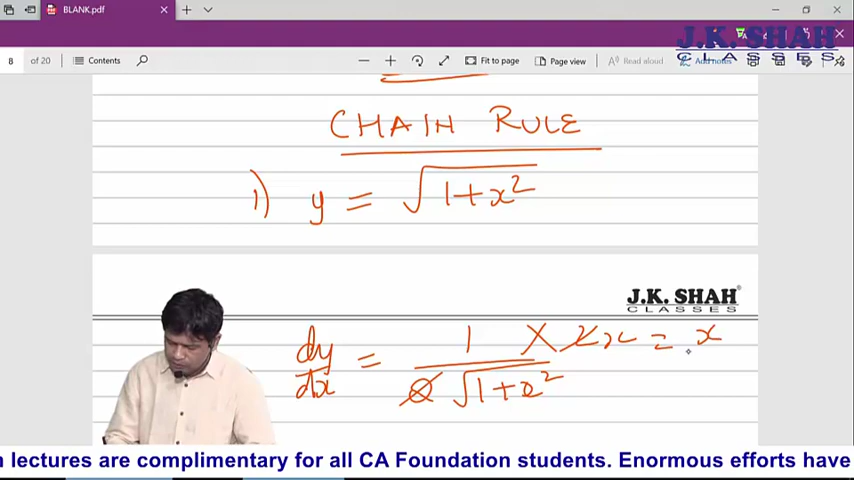 BLANK.pdf
8 of 20 Contents Fit to page Page view Read aloud Add notes
J.K. SHAH
CLASSES
CHAIN RULE
1) y = √(1+x²)
J.K. SHAH
CLASSES
dy/dx = 1/(2√(1+x²)) × 2x = x
n lectures are complimentary for all CA Foundation students. Enormous efforts have